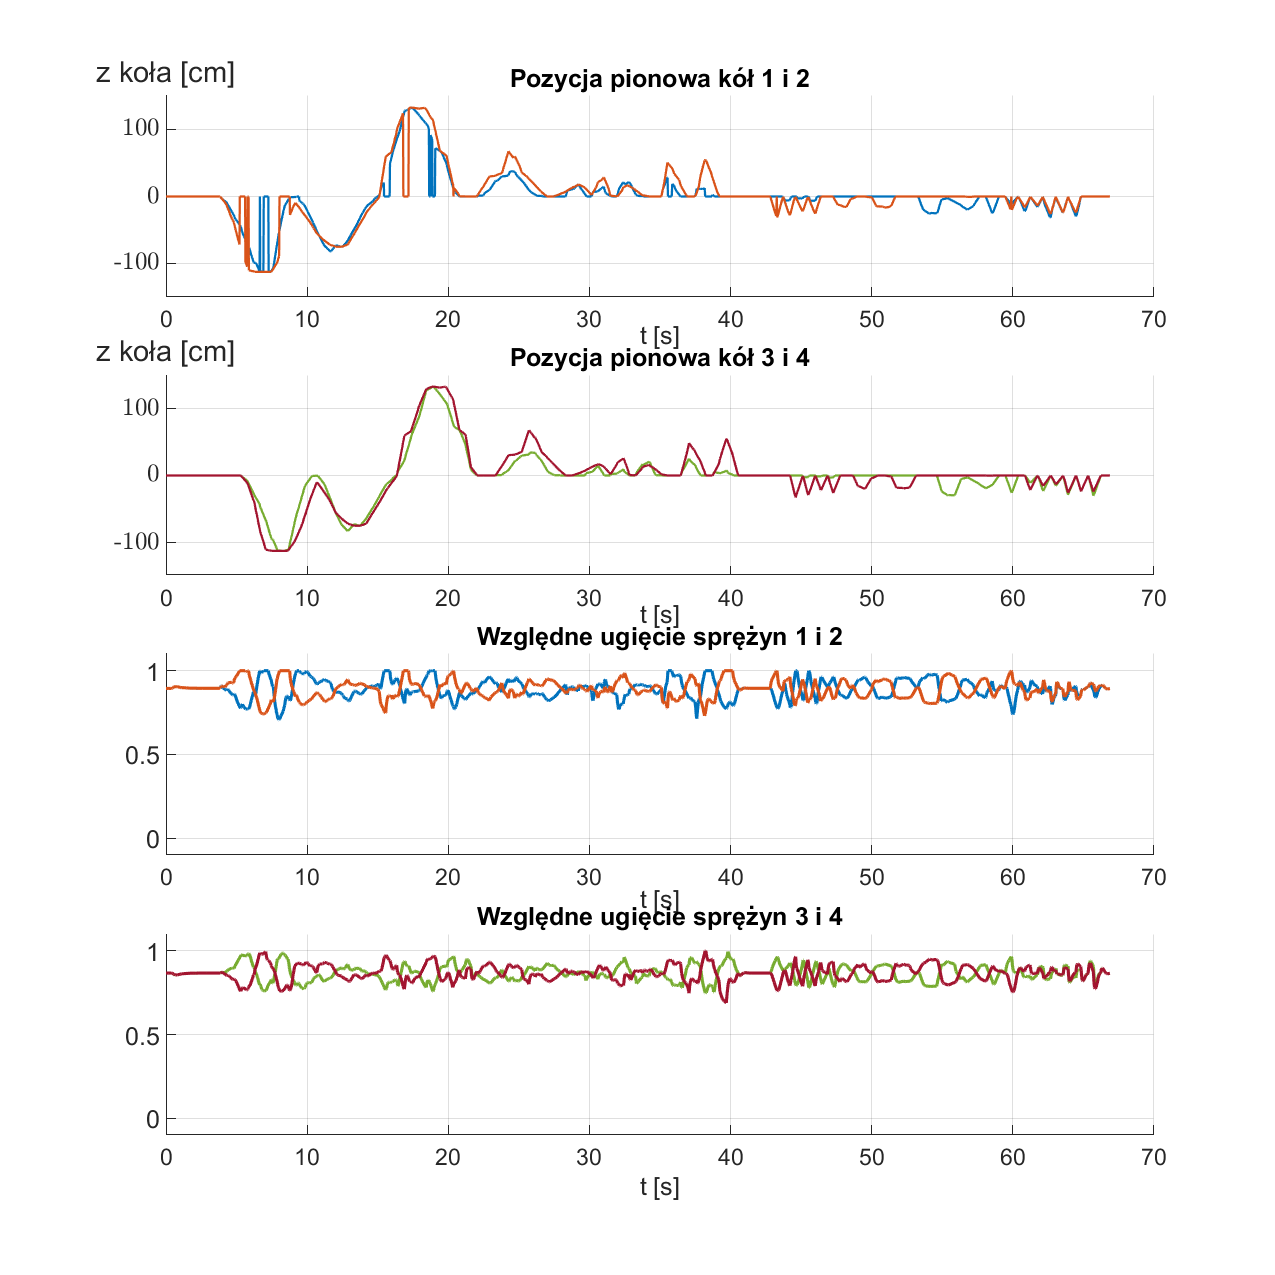 z koła [cm]
Pozycja pionowa kół 1 i 2
100
0
-100
0 10 20 30 40 50 60 70
t [s]
z koła [cm]
Pozycja pionowa kół 3 i 4
100
0
-100
0 10 20 30 40 50 60 70
t [s]
Względne ugięcie sprężyn 1 i 2
1
0.5
0
0 10 20 30 40 50 60 70
t [s]
Względne ugięcie sprężyn 3 i 4
1
0.5
0
0 10 20 30 40 50 60 70
t [s]